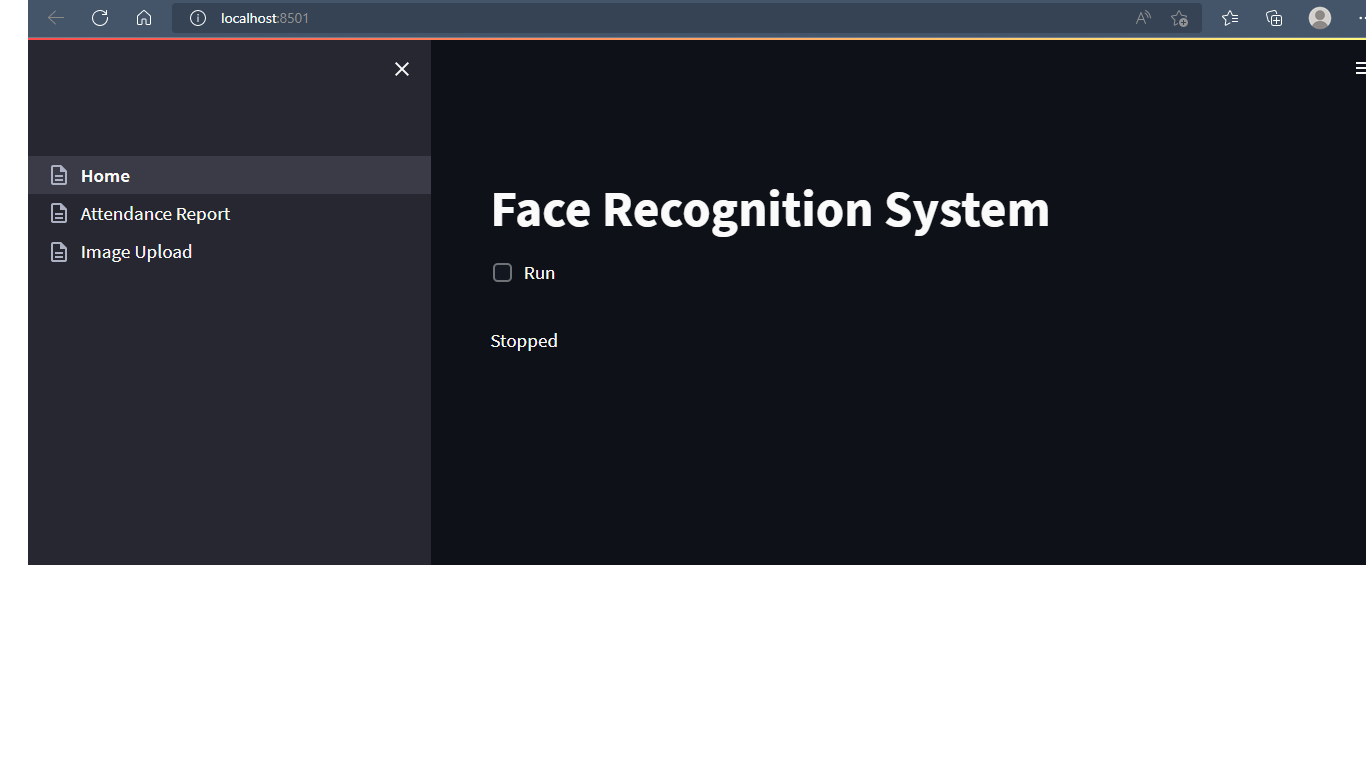 localhost:8501
Home
Attendance Report
Image Upload
Face Recognition System
Run
Stopped